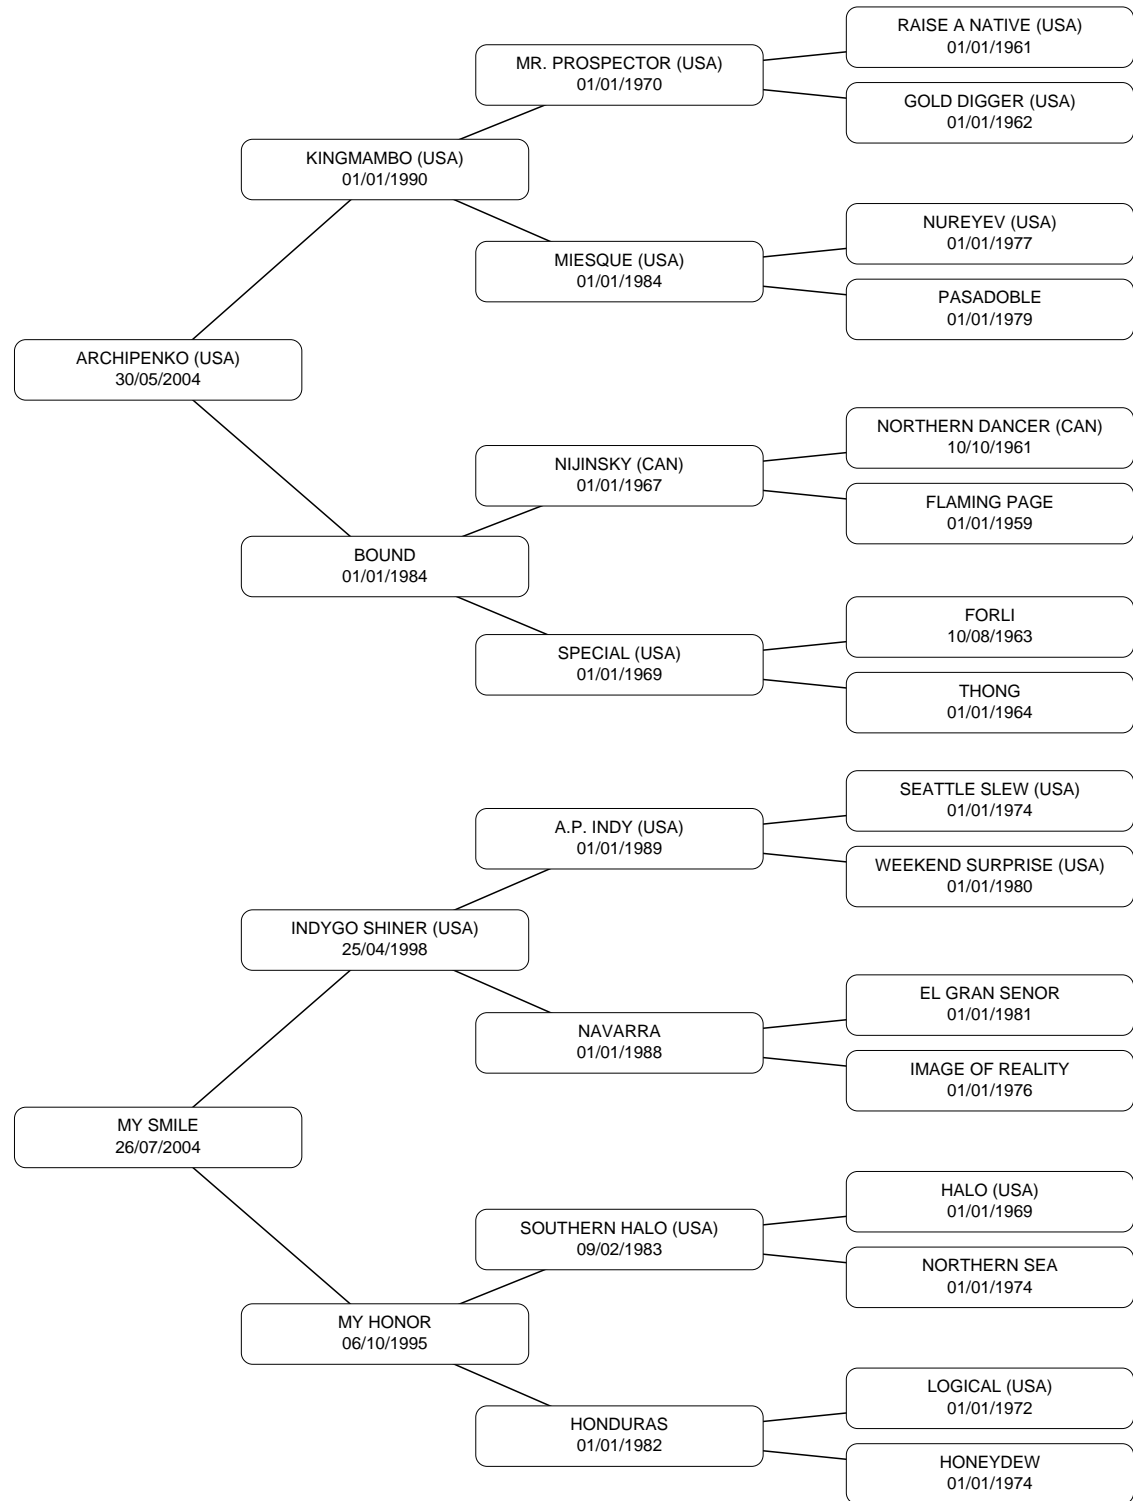 RAISE A NATIVE (USA)
01/01/1961
MR. PROSPECTOR (USA)
01/01/1970
GOLD DIGGER (USA)
01/01/1962
KINGMAMBO (USA)
01/01/1990
NUREYEV (USA)
01/01/1977
MIESQUE (USA)
01/01/1984
PASADOBLE
01/01/1979
ARCHIPENKO (USA)
30/05/2004
NORTHERN DANCER (CAN)
10/10/1961
NIJINSKY (CAN)
01/01/1967
FLAMING PAGE
01/01/1959
BOUND
01/01/1984
FORLI
10/08/1963
SPECIAL (USA)
01/01/1969
THONG
01/01/1964
SEATTLE SLEW (USA)
01/01/1974
A.P. INDY (USA)
01/01/1989
WEEKEND SURPRISE (USA)
01/01/1980
INDYGO SHINER (USA)
25/04/1998
EL GRAN SENOR
01/01/1981
NAVARRA
01/01/1988
IMAGE OF REALITY
01/01/1976
MY SMILE
26/07/2004
HALO (USA)
01/01/1969
SOUTHERN HALO (USA)
09/02/1983
NORTHERN SEA
01/01/1974
MY HONOR
06/10/1995
LOGICAL (USA)
01/01/1972
HONDURAS
01/01/1982
HONEYDEW
01/01/1974